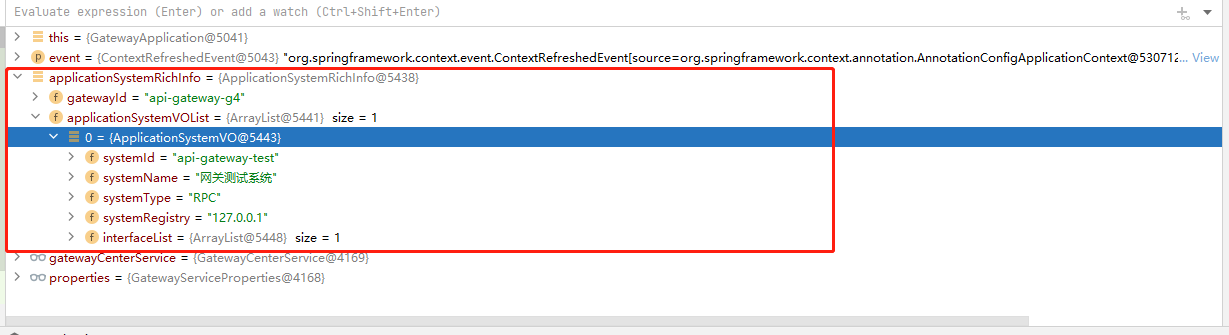 Evaluate expression (Enter) or add a watch (Ctrl+Shift+Enter)
this = {GatewayApplication@5041}
event = {ContextRefreshedEvent@5043} "org.springframework.context.event.ContextRefreshedEvent[source=org.springframework.context.annotation.AnnotationConfigApplicationContext@530712... View
applicationSystemRichInfo = {ApplicationSystemRichInfo@5438}
gatewayId = "api-gateway-g4"
applicationSystemVOList = {ArrayList@5441} size = 1
0 = {ApplicationSystemVO@5443}
systemId = "api-gateway-test"
systemName = "网关测试系统"
systemType = "RPC"
systemRegistry = "127.0.0.1"
interfaceList = {ArrayList@5448} size = 1
gatewayCenterService = {GatewayCenterService@4169}
properties = {GatewayServiceProperties@4168}